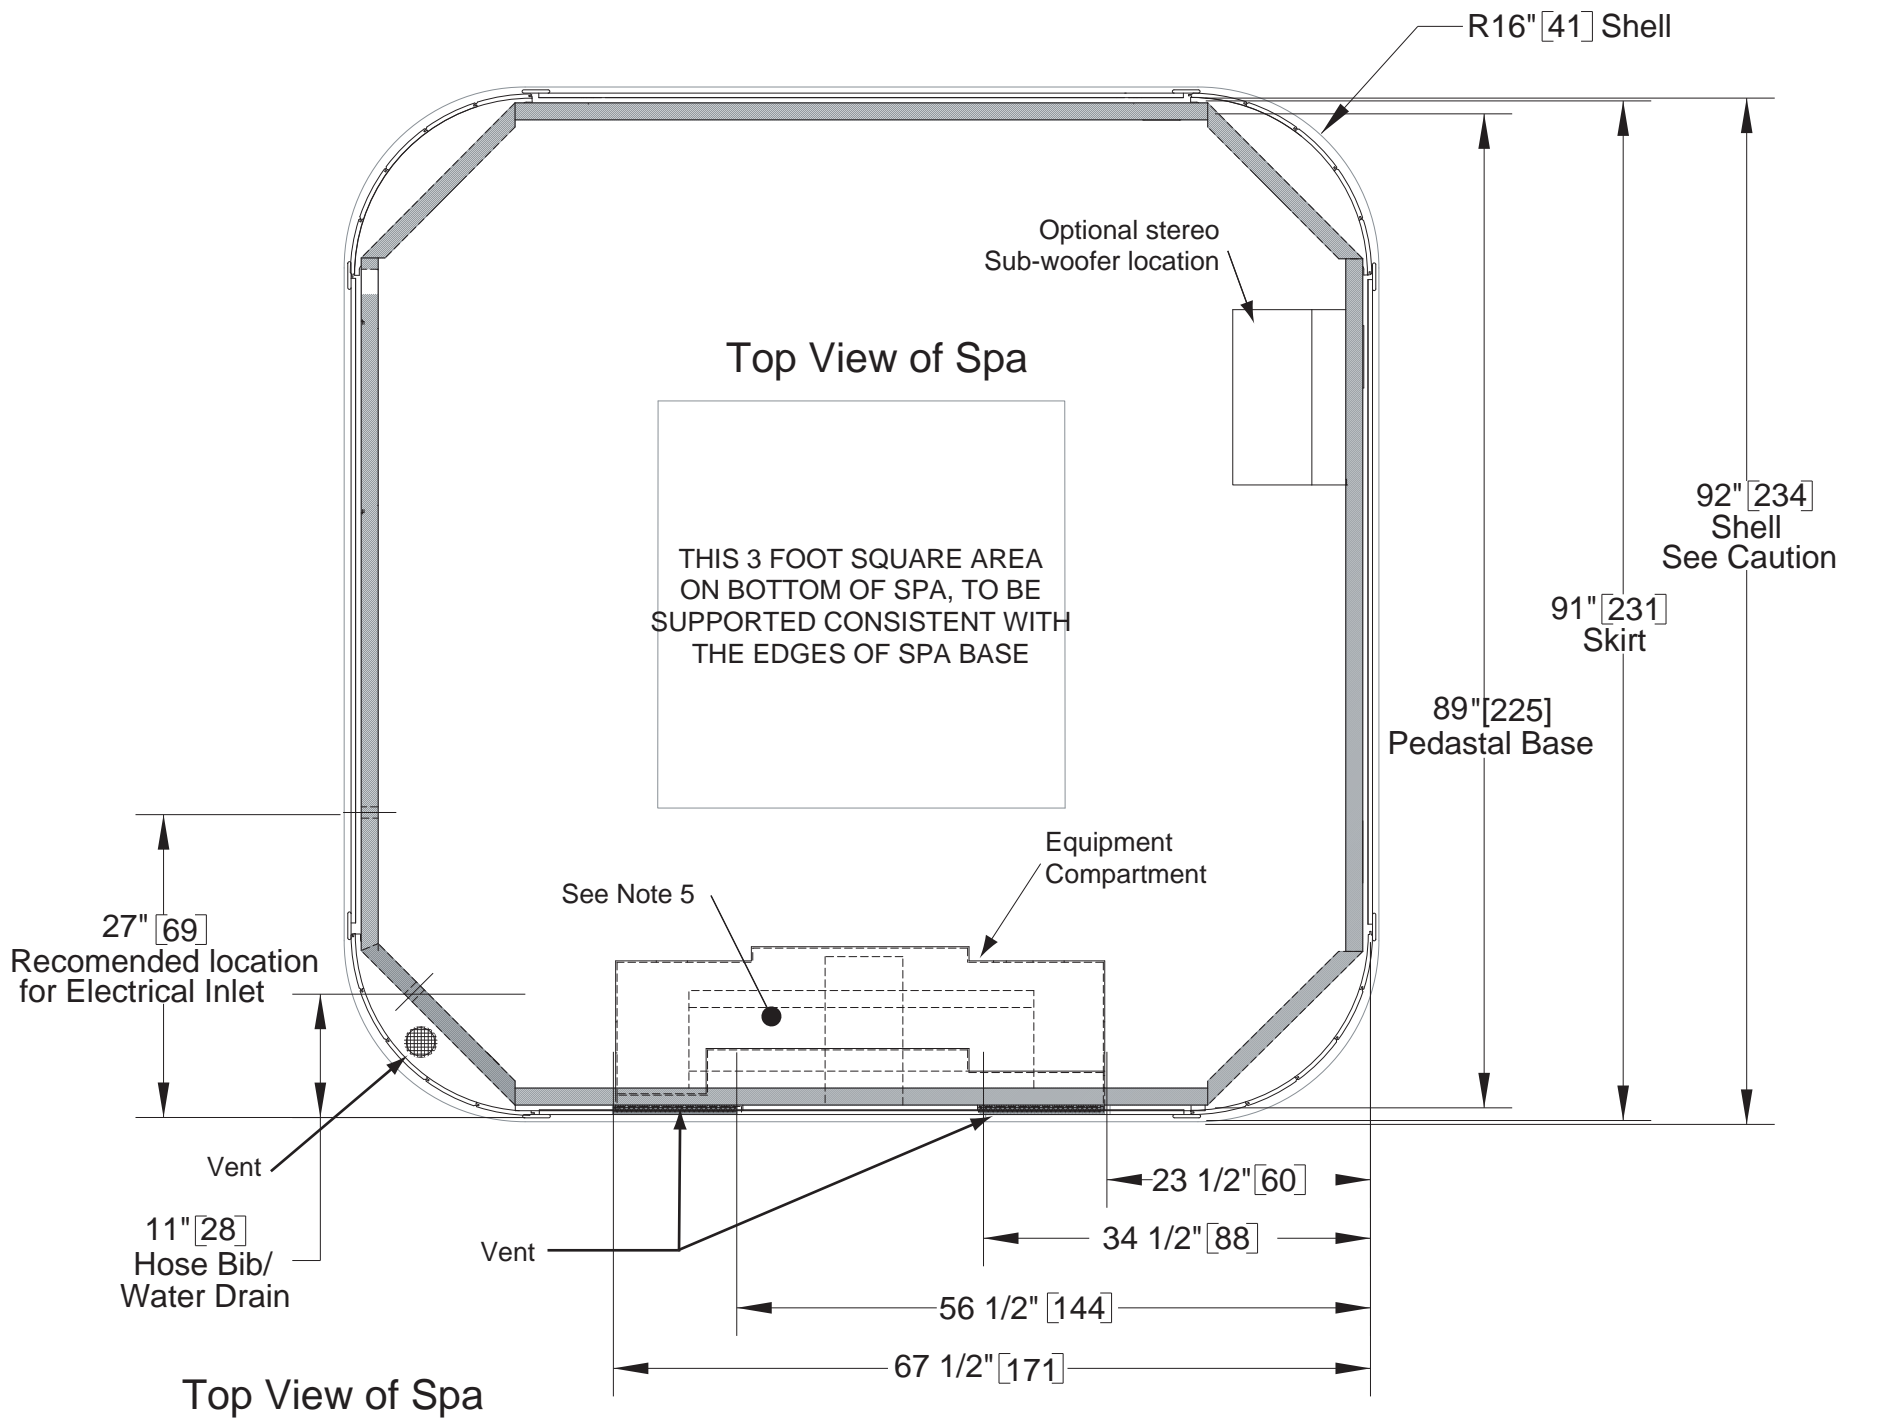 R16"[41] Shell
Optional stereo
Sub-woofer location
Top View of Spa
THIS 3 FOOT SQUARE AREA
ON BOTTOM OF SPA, TO BE
SUPPORTED CONSISTENT WITH
THE EDGES OF SPA BASE
92"[234]
Shell
See Caution
91"[231]
Skirt
89"[225]
Pedastal Base
Equipment
Compartment
See Note 5
27"[69]
Recomended location
for Electrical Inlet
Vent
11"[28]
Hose Bib/
Water Drain
Vent
23 1/2"[60]
34 1/2"[88]
56 1/2"[144]
67 1/2"[171]
Top View of Spa